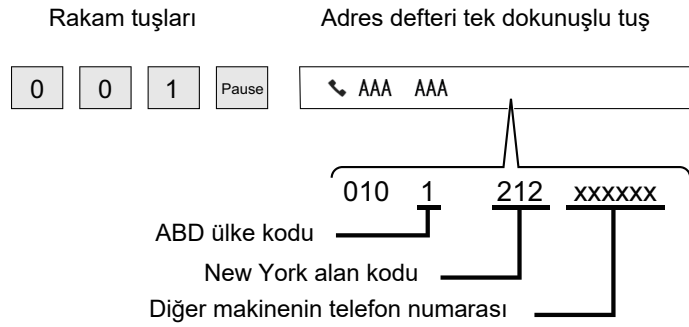 Rakam tuşları Adres defteri tek dokunuşlu tuş
0 0 1 Pause AAA AAA
010 1 212 xxxxxx
ABD ülke kodu
New York alan kodu
Diğer makinenin telefon numarası